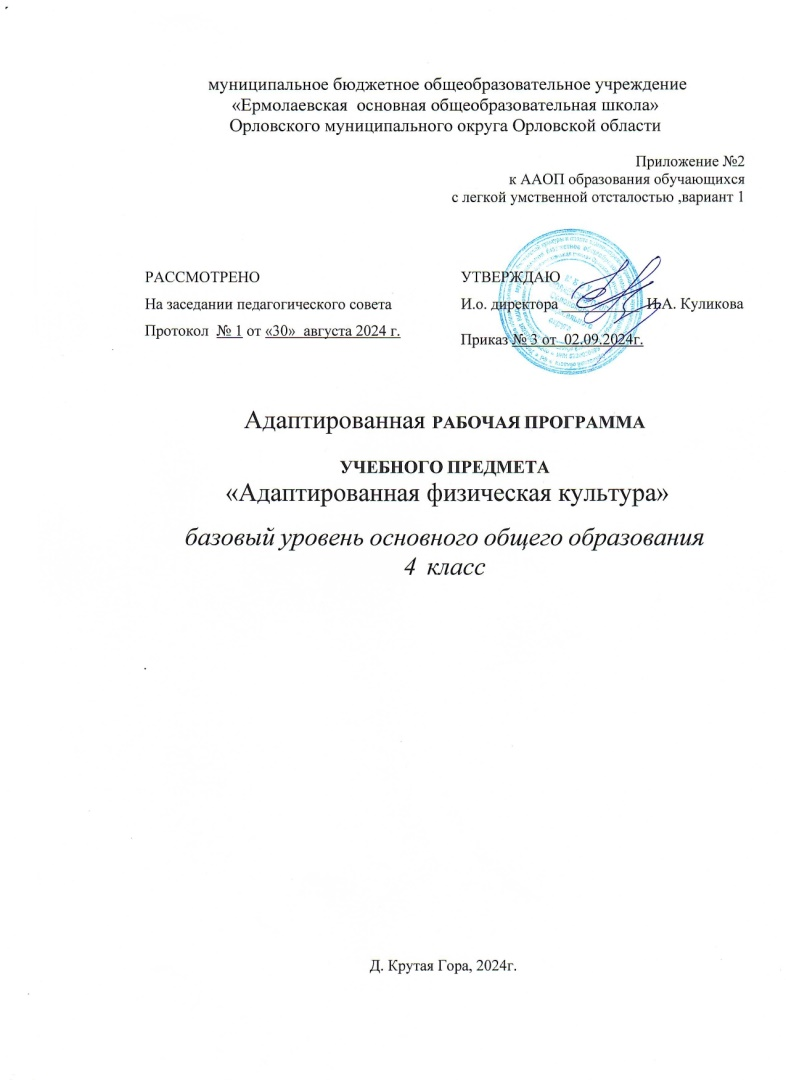 муниципальное бюджетное общеобразовательное учреждение
«Ермолаевская основная общеобразовательная школа»
Орловского муниципального округа Орловской области
Приложение №2
к ААОП образования обучающихся
с легкой умственной отсталостью ,вариант 1
РАССМОТРЕНО
На заседании педагогического совета
Протокол № 1 от «30» августа 2024 г.
УТВЕРЖДАЮ
И.о. директора И.А. Куликова
Приказ № 3 от 02.09.2024г.
Адаптированная РАБОЧАЯ ПРОГРАММА
УЧЕБНОГО ПРЕДМЕТА
«Адаптированная физическая культура»
базовый уровень основного общего образования
4 класс
Д. Крутая Гора, 2024г.